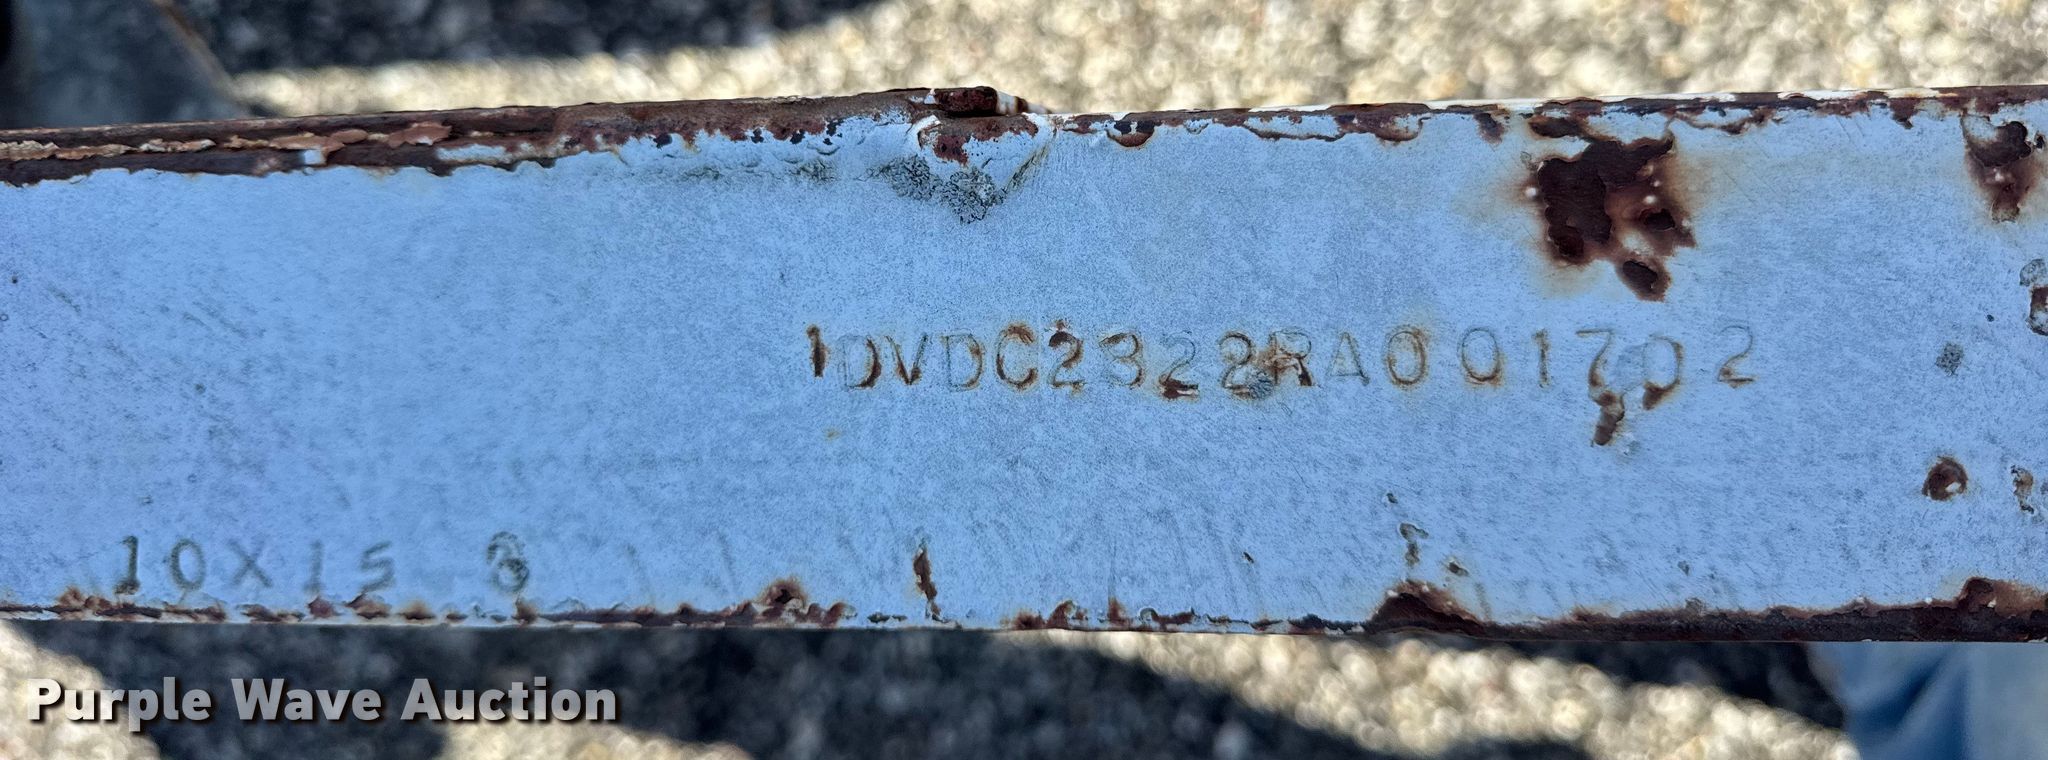 1DVDC2322RA001702
10X15 8
Purple Wave Auction